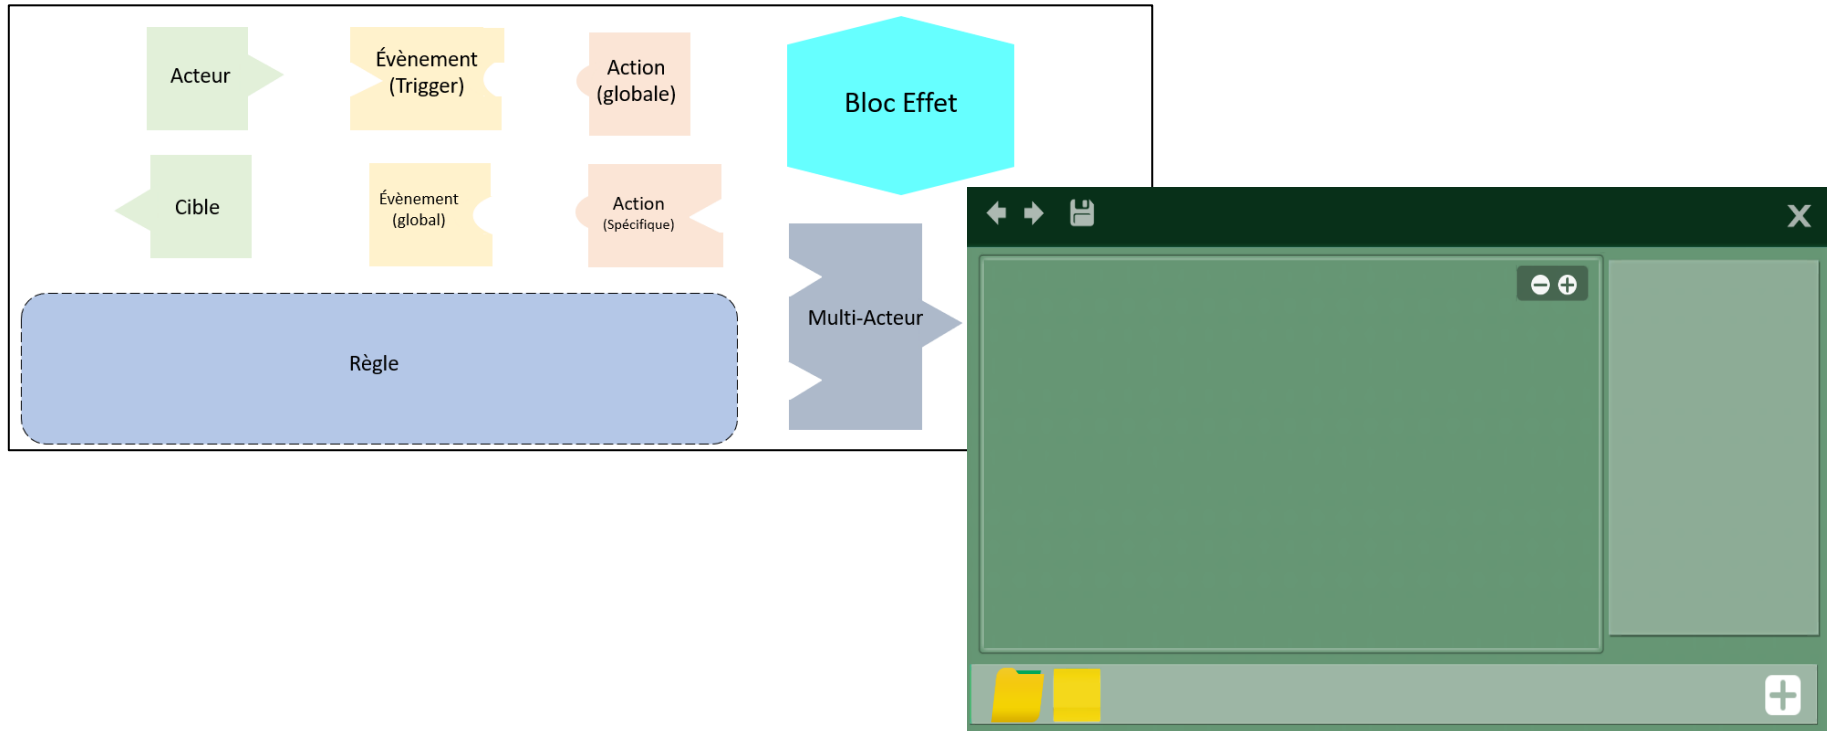 Acteur
Évènement
(Trigger)
Action
(globale)
Bloc Effet
Cible
Évènement
(global)
Action
(Spécifique)
Multi-Acteur
Règle
X